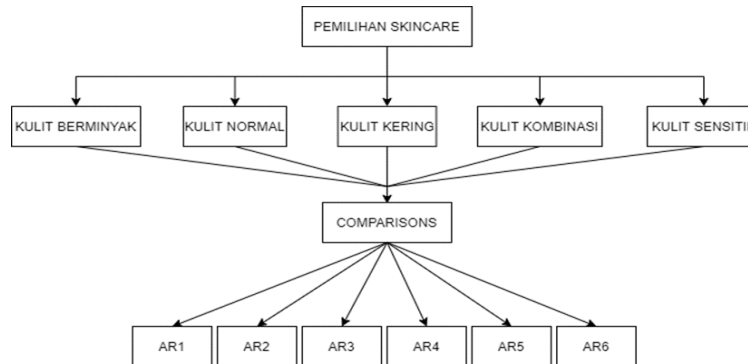 PEMILIHAN SKINCARE
KULIT BERMINYAK
KULIT NORMAL
KULIT KERING
KULIT KOMBINASI
KULIT SENSITI
COMPARISONS
AR1
AR2
AR3
AR4
AR5
AR6